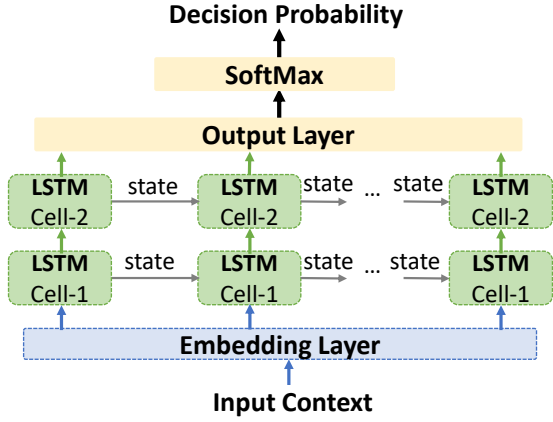 Decision Probability
SoftMax
Output Layer
LSTM state LSTM state ... state LSTM
Cell-2 Cell-2 Cell-2
LSTM state LSTM state ... state LSTM
Cell-1 Cell-1 Cell-1
Embedding Layer
Input Context